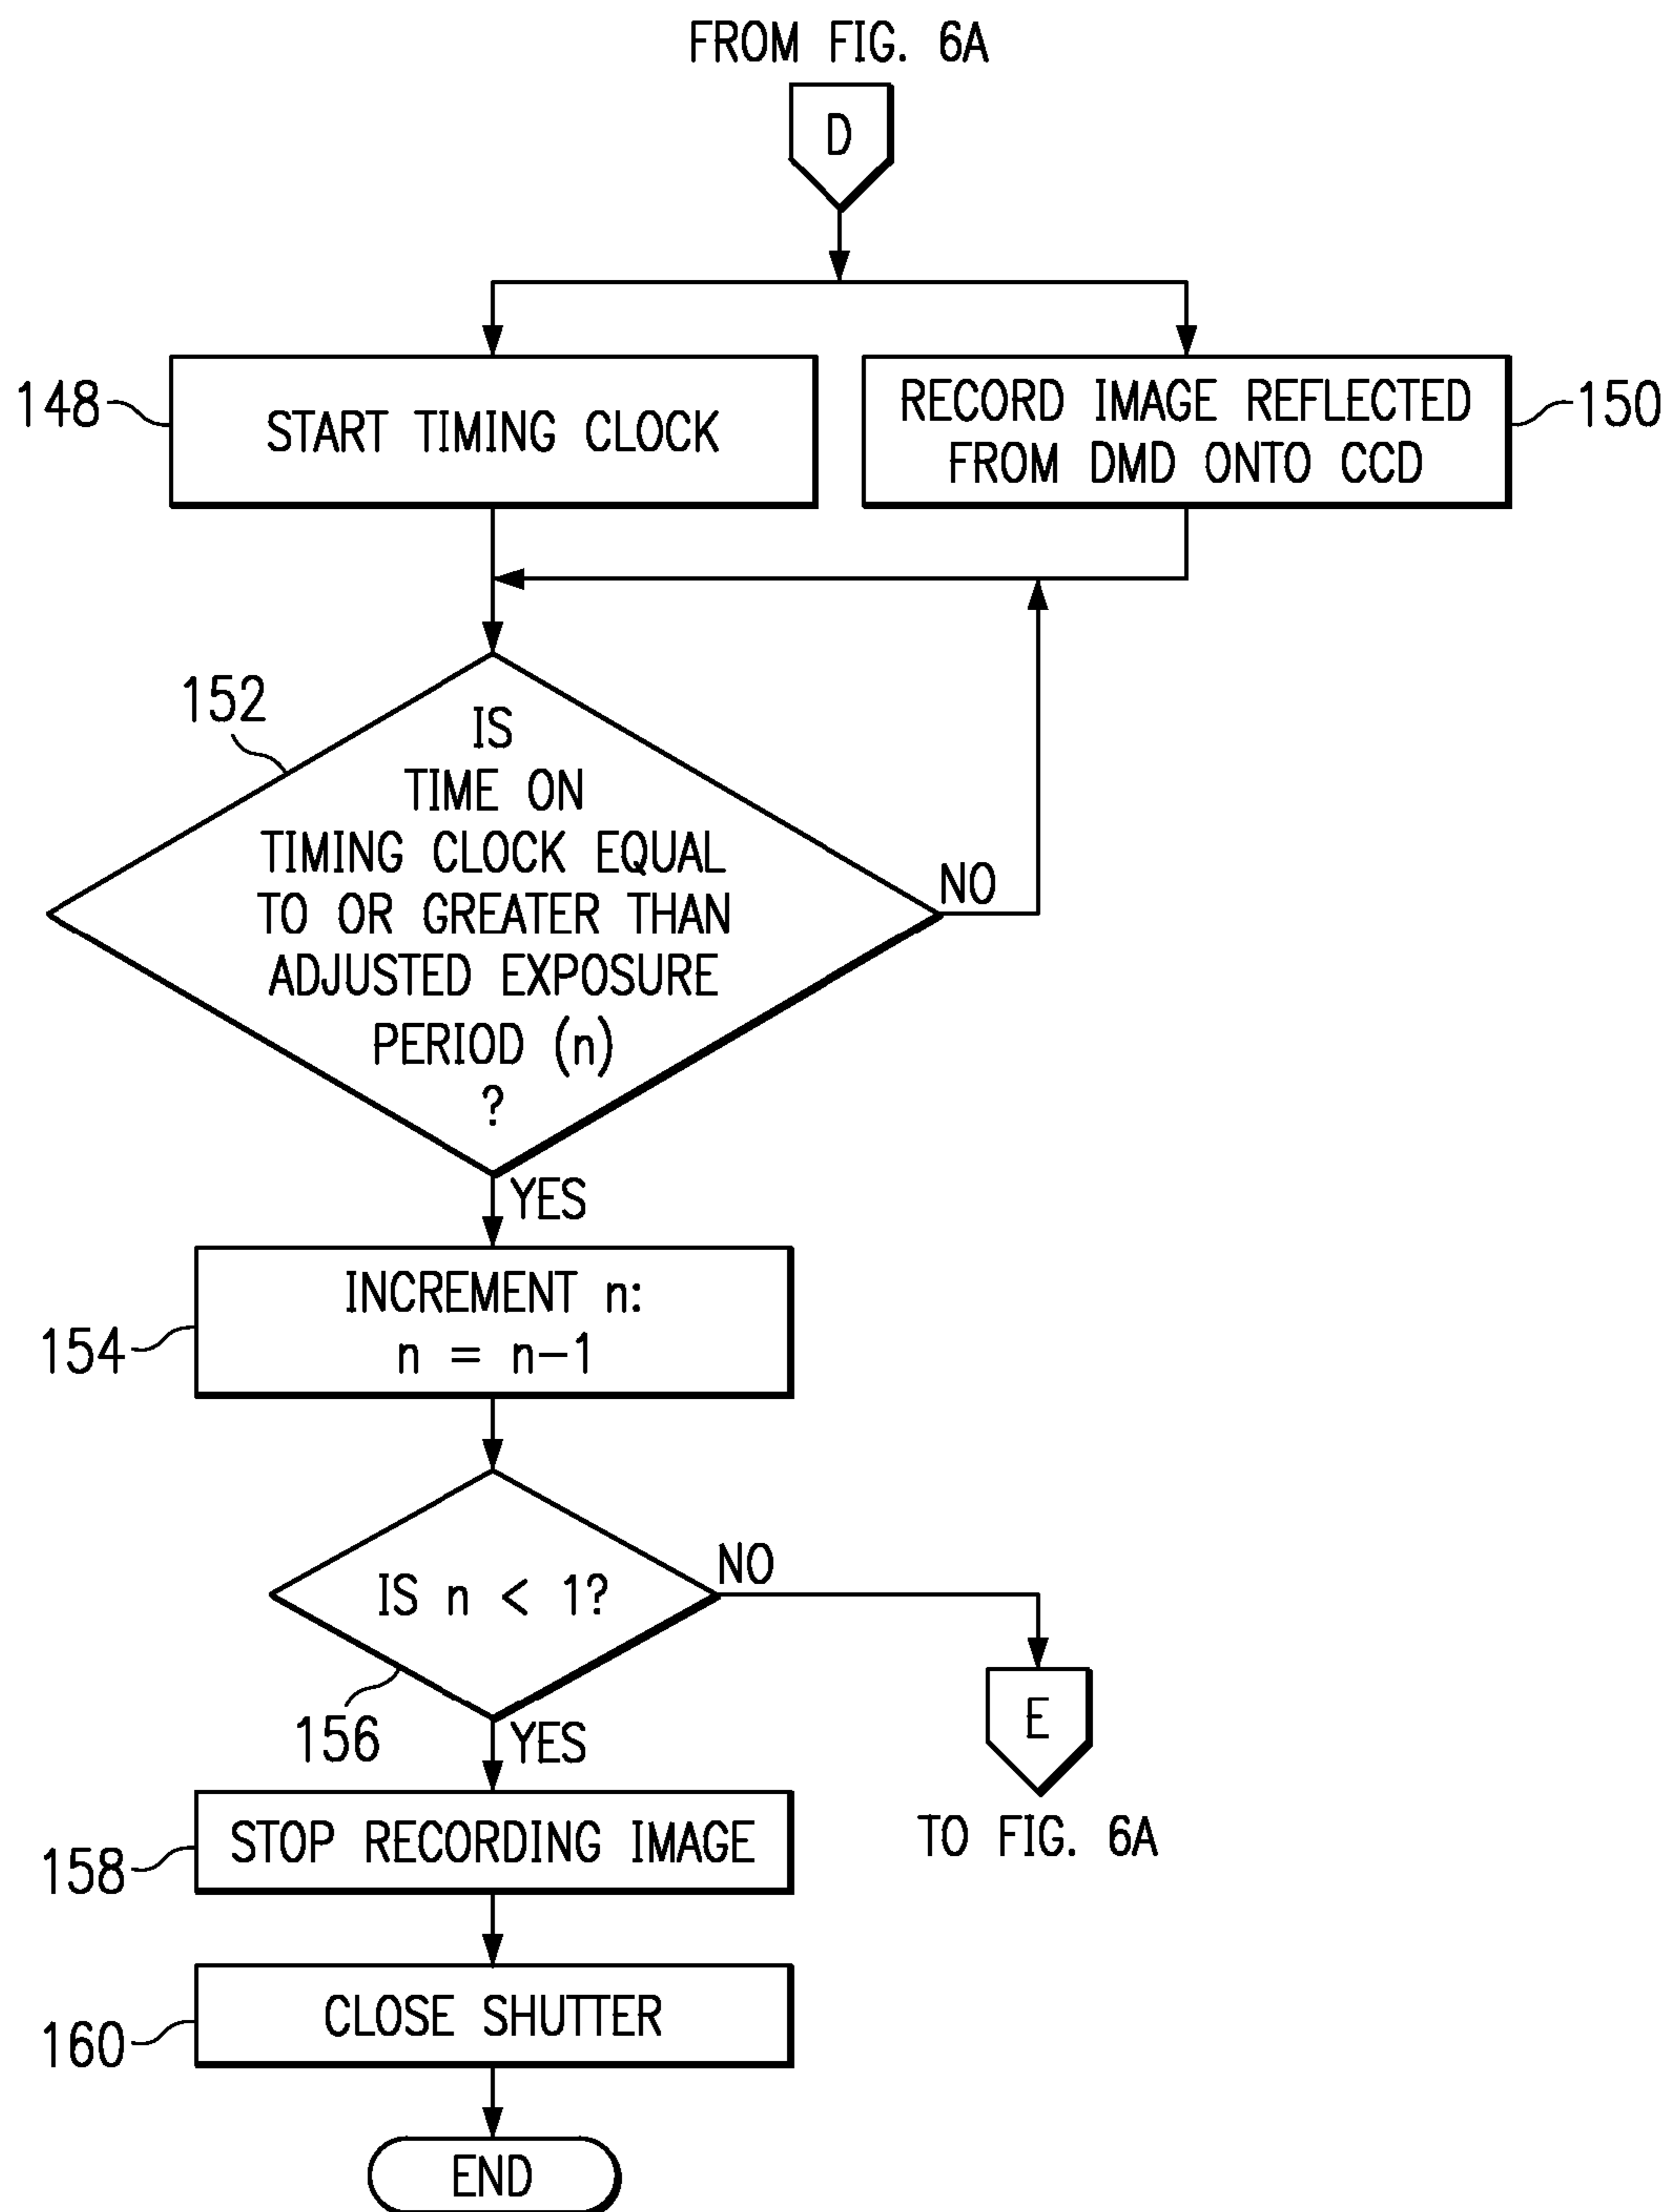 FROM FIG. 6A
D
148
START TIMING CLOCK
RECORD IMAGE REFLECTED
FROM DMD ONTO CCD
150
152
IS
TIME ON
TIMING CLOCK EQUAL
TO OR GREATER THAN
ADJUSTED EXPOSURE
PERIOD (n)
?
NO
YES
154
INCREMENT n:
n = n-1
IS n < 1?
NO
156
YES
E
TO FIG. 6A
158
STOP RECORDING IMAGE
160
CLOSE SHUTTER
END